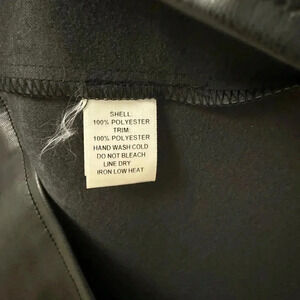 SHELL:
100% POLYESTER
TRIM:
100% POLYESTER
HAND WASH COLD
DO NOT BLEACH
LINE DRY
IRON LOW HEAT